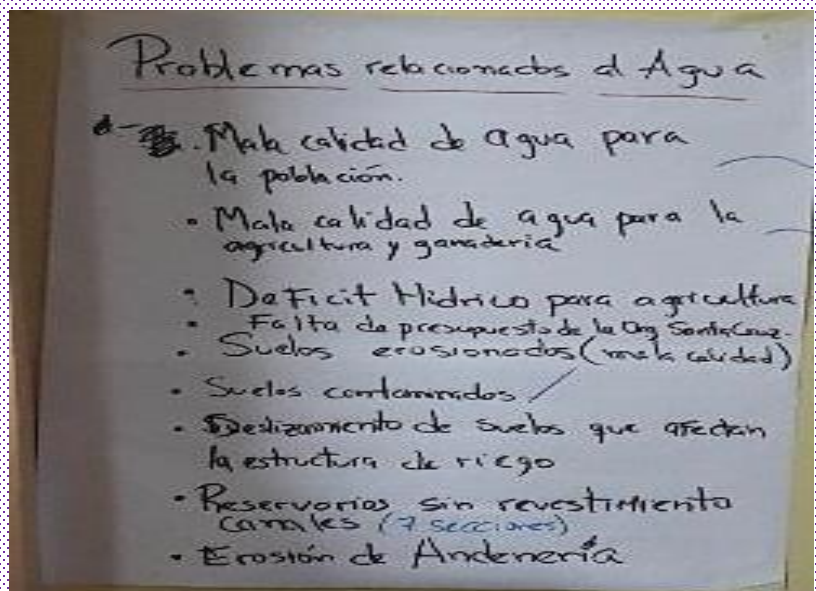 Problemas relacionados al Agua
Mala calidad de agua para
la población.
• Mala calidad de agua para la
agricultura y ganaderia
• Deficit Hidrico para agricultura
• Falta de presupuesto de la Org Santa Cruz.
• Suelos erosionados (mala calidad)
• Suelos contaminados
• Deslizamiento de suelos que afectan
la estructura de riego
• Reservorios sin revestimiento
canales (7 secciones)
• Erosión de Andenería